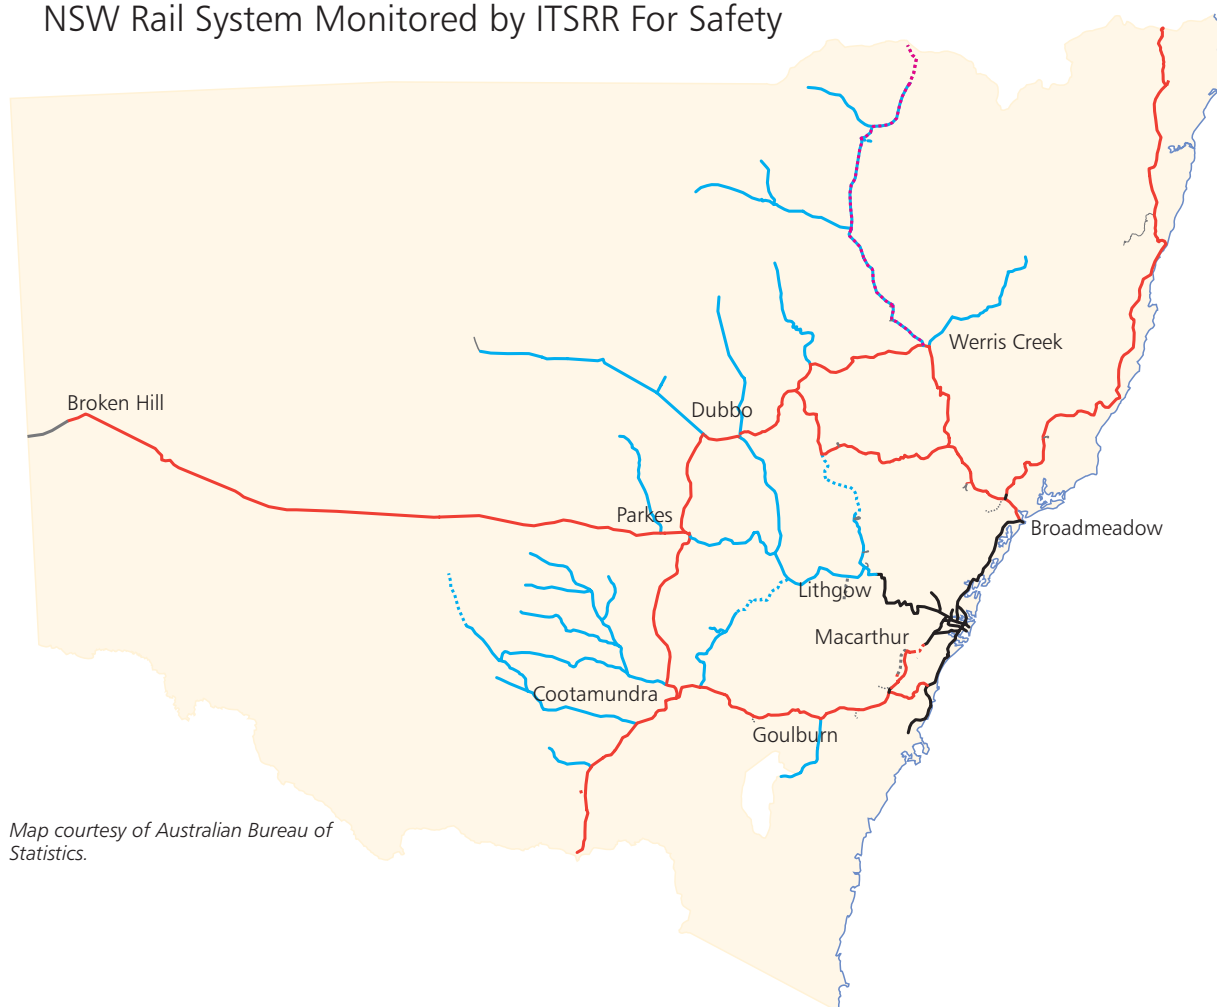 NSW Rail System Monitored by ITSRR For Safety
Werris Creek
Broken Hill
Dubbo
Parkes
Broadmeadow
Lithgow
Macarthur
Cootamundra
Goulburn
Map courtesy of Australian Bureau of
Statistics.